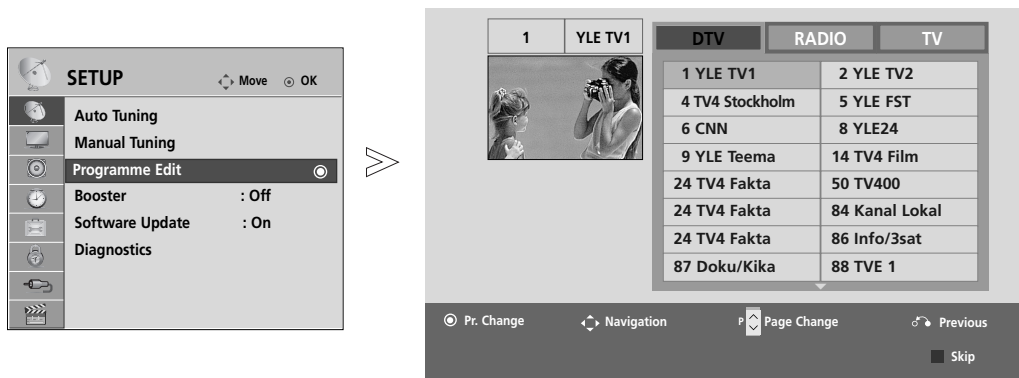 SETUP
Move
OK
Auto Tuning
Manual Tuning
Programme Edit
Booster : Off
Software Update : On
Diagnostics
1 YLE TV1
DTV RADIO TV
1 YLE TV1 2 YLE TV2
4 TV4 Stockholm 5 YLE FST
6 CNN 8 YLE24
9 YLE Teema 14 TV4 Film
24 TV4 Fakta 50 TV400
24 TV4 Fakta 84 Kanal Lokal
24 TV4 Fakta 86 Info/3sat
87 Doku/Kika 88 TVE 1
Pr. Change Navigation P Page Change Previous
Skip